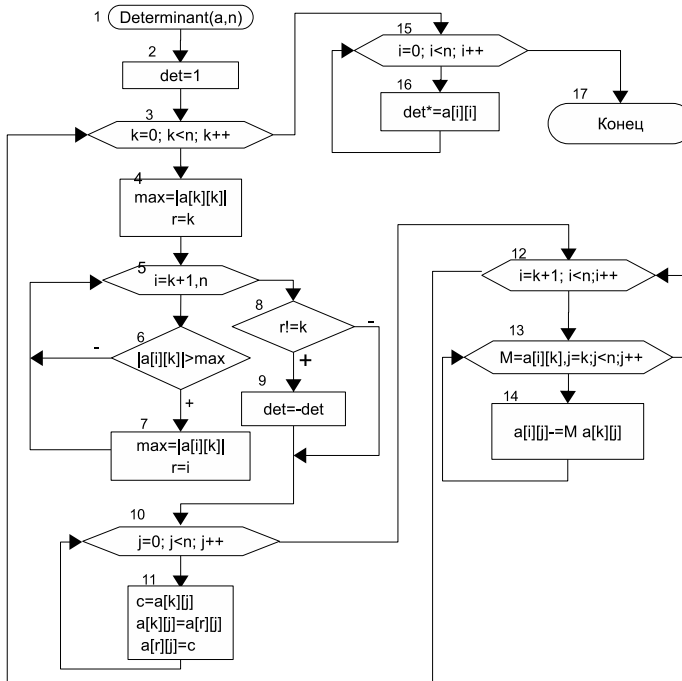 1
Determinant(a,n)
2
det=1
3
k=0; k<n; k++
4
max=|a[k][k]|
r=k
5
i=k+1,n
6
|a[i][k]|>max
-
+
7
max=|a[i][k]|
r=i
8
r!=k
-
+
9
det=-det
10
j=0; j<n; j++
11
c=a[k][j]
a[k][j]=a[r][j]
a[r][j]=c
12
i=k+1; i<n;i++
13
M=a[i][k],j=k;j<n;j++
14
a[i][j]-=M a[k][j]
15
i=0; i<n; i++
16
det*=a[i][i]
17
Конец